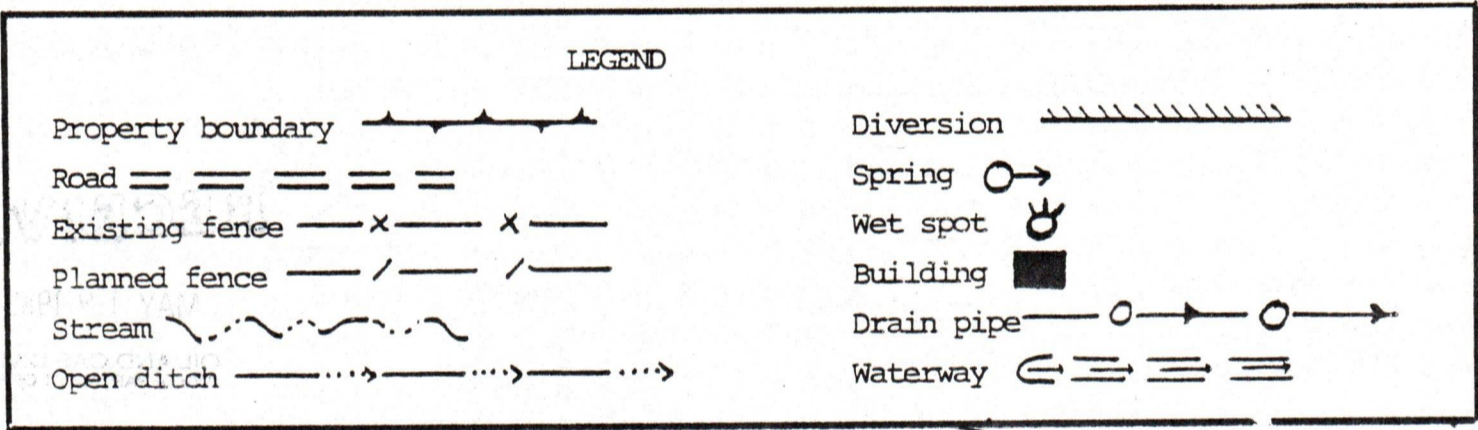 LEGEND
Property boundary
Road
Existing fence
Planned fence
Stream
Open ditch
Diversion
Spring
Wet spot
Building
Drain pipe
Waterway